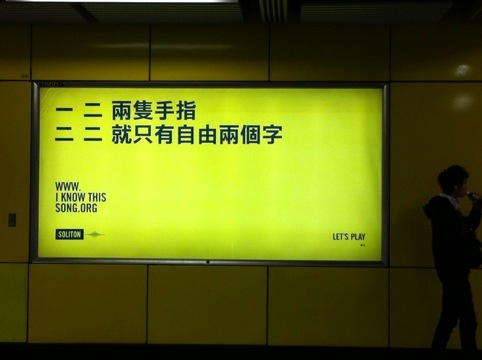 一 二 兩隻手指
二 二 就只有自由兩個字
WWW.
I KNOW THIS
SONG.ORG
SOLITON
LET'S PLAY